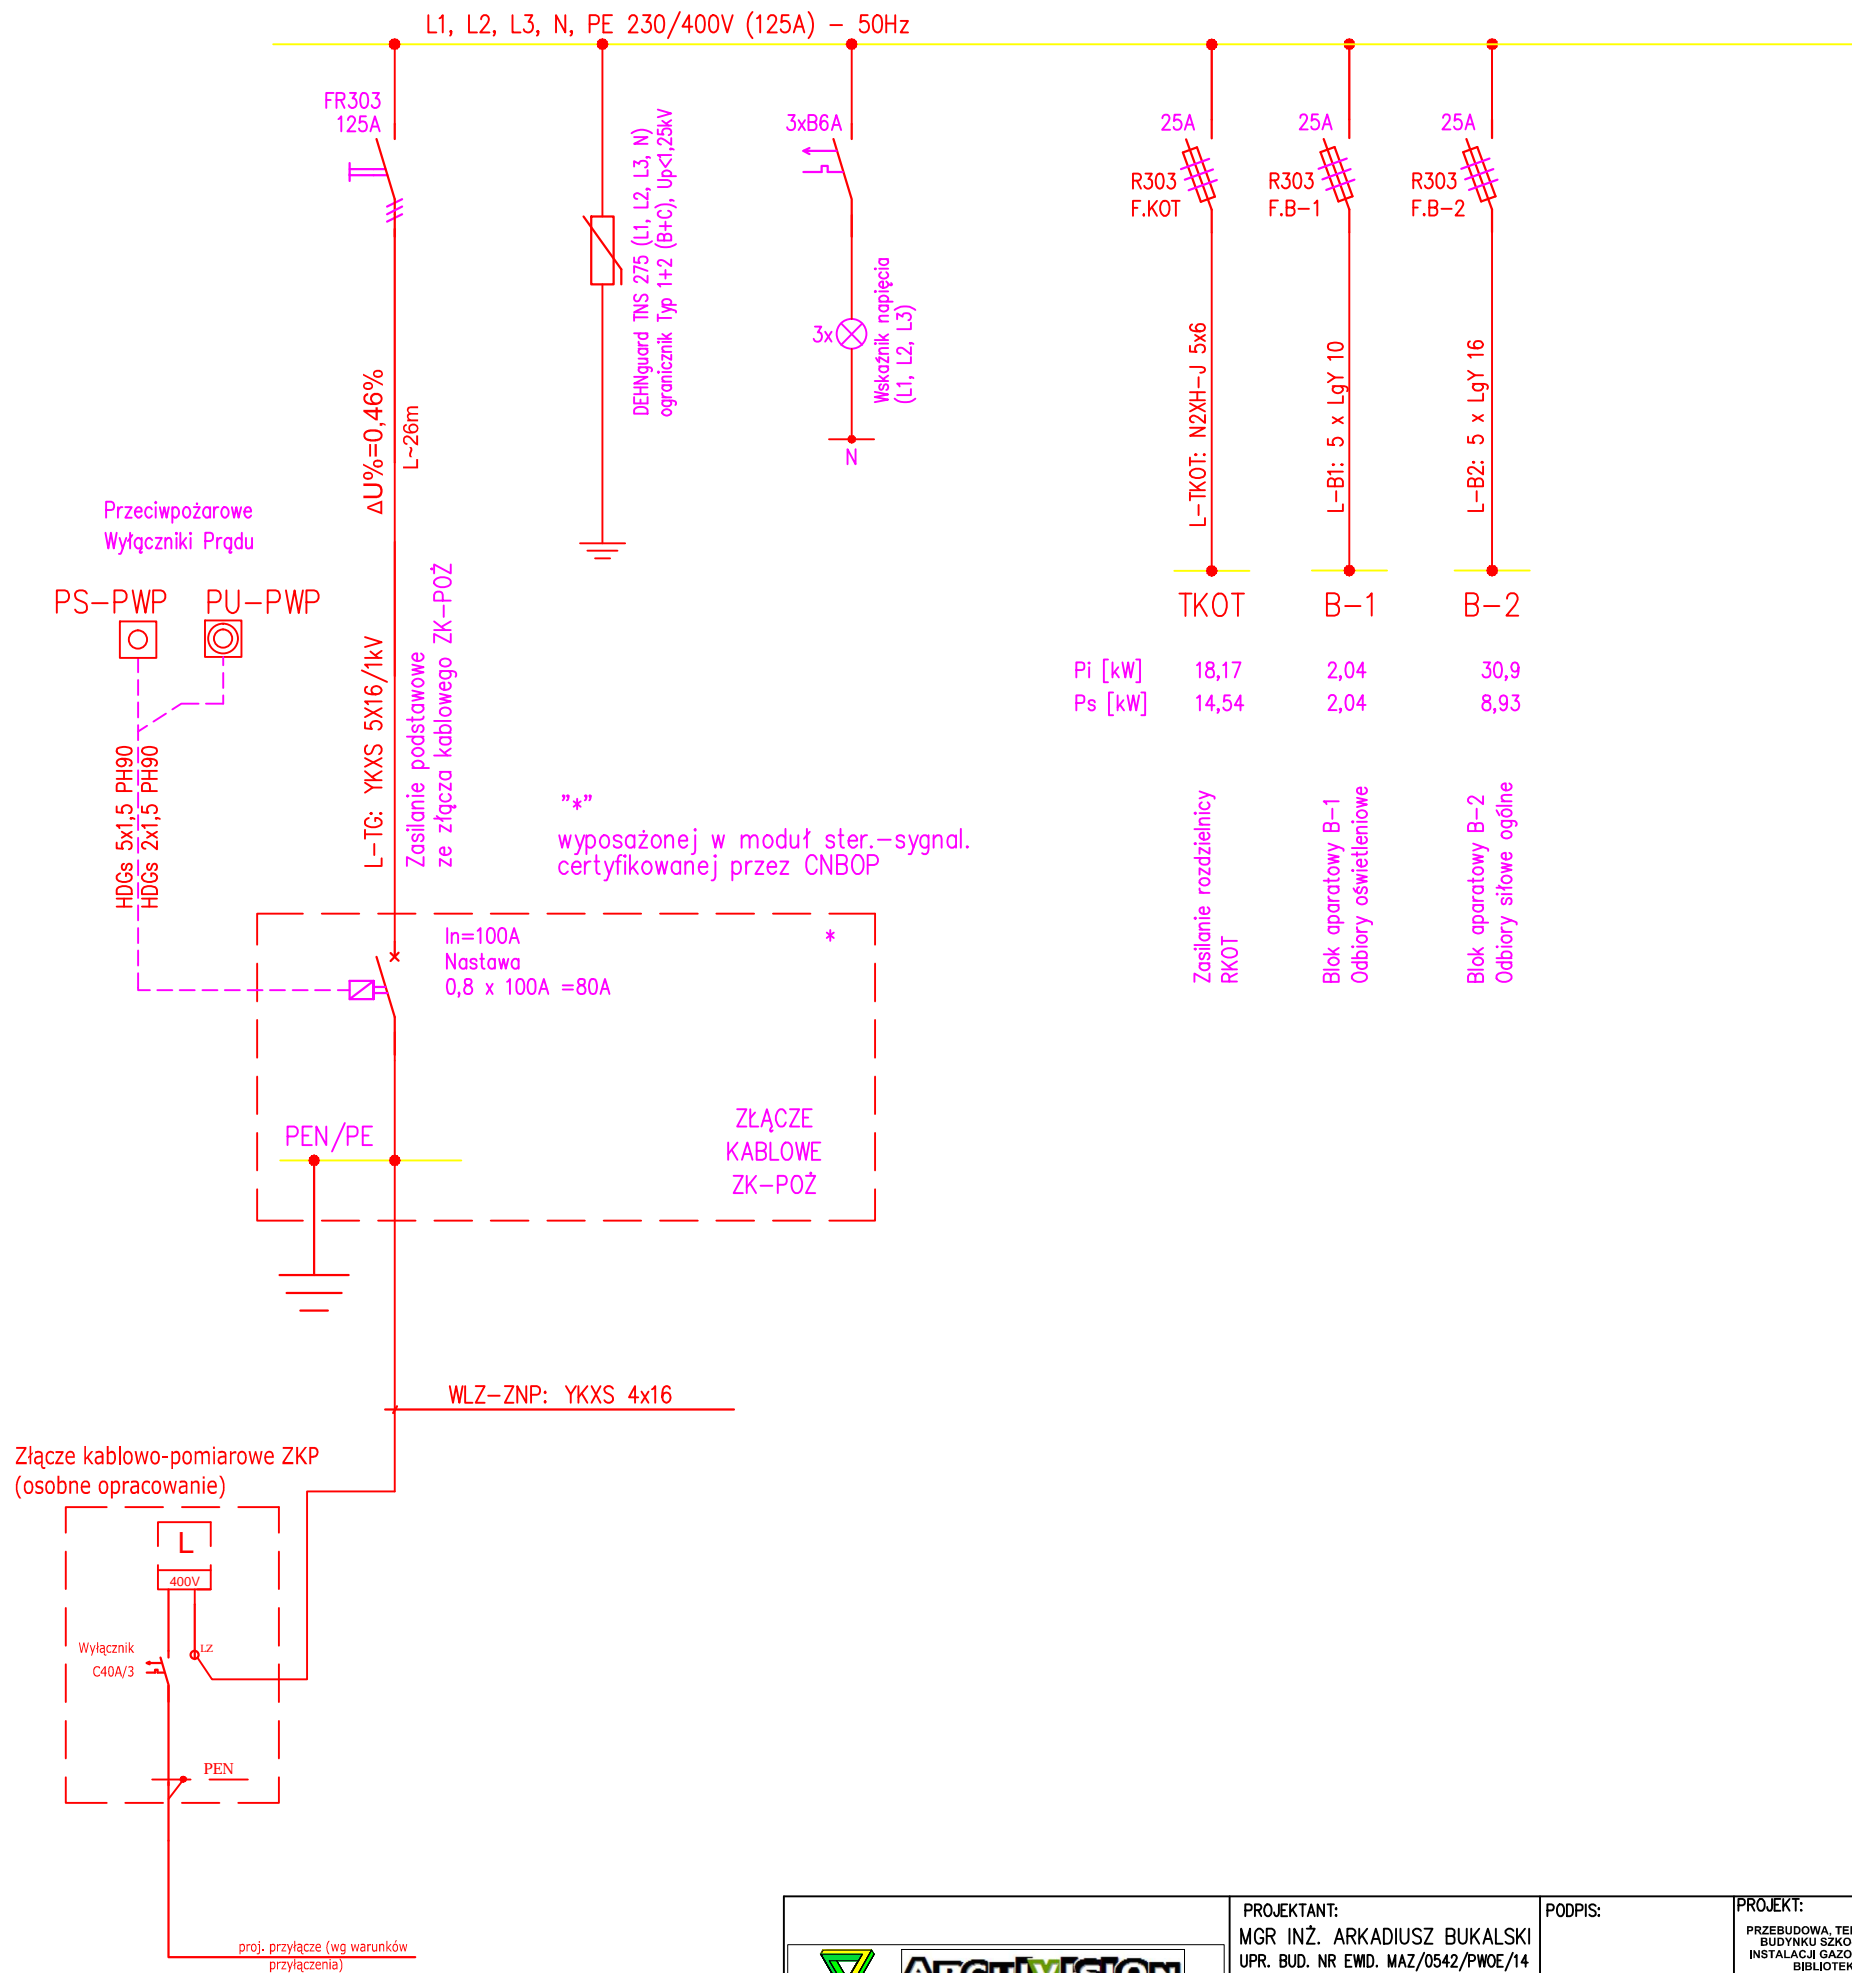 L1, L2, L3, N, PE 230/400V (125A) – 50Hz
FR303
125A
DEHNguard TNS 275 (L1, L2, L3, N)
ogranicznik Typ 1+2 (B+C), Up<1,25kV
3xB6A
3x
Wskaźnik napięcia
(L1, L2, L3)
N
25A
R303
F.KOT
25A
R303
F.B-1
25A
R303
F.B-2
L-TKOT: N2XH-J 5x6
L-B1: 5 x LgY 10
L-B2: 5 x LgY 16
ΔU%=0,46%
L~26m
Przeciwpożarowe
Wyłączniki Prądu
PS-PWP PU-PWP
HDGs 5x1,5 PH90
HDGs 2x1,5 PH90
L-TG: YKXS 5X16/1kV
Zasilanie podstawowe
ze złącza kablowego ZK-POŻ
TKOT B-1 B-2
Pi [kW] 18,17 2,04 30,9
Ps [kW] 14,54 2,04 8,93
Zasilanie rozdzielnicy
RKOT
Blok aparatowy B-1
Odbiory oświetleniowe
Blok aparatowy B-2
Odbiory siłowe ogólne
"*"
wyposażonej w moduł ster.-sygnal.
certyfikowanej przez CNBOP
In=100A
Nastawa
0,8 x 100A =80A
*
PEN/PE
ZŁĄCZE
KABLOWE
ZK-POŻ
WLZ-ZNP: YKXS 4x16
Złącze kablowo-pomiarowe ZKP
(osobne opracowanie)
L
400V
Wyłącznik
C40A/3
LZ
PEN
proj. przyłącze (wg warunków
przyłączenia)
PROJEKTANT:
MGR INŻ. ARKADIUSZ BUKALSKI
UPR. BUD. NR EWID. MAZ/0542/PWOE/14
PODPIS:
PROJEKT:
PRZEBUDOWA,
BUDYNKU
INSTALACJI
ARCHIVISION